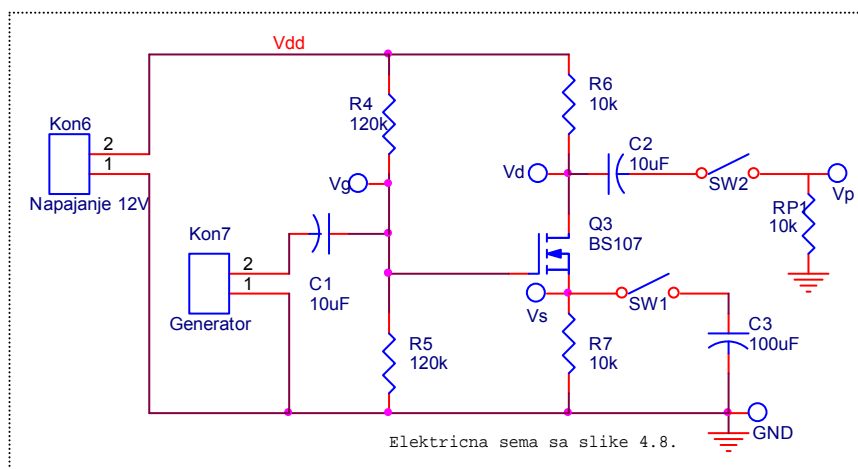 Vdd
R4
120k
R6
10k
Kon6
2
1
Napajanje 12V
Vg
Vd
C2
10uF
SW2
Vp
RP1
10k
Kon7
2
1
Generator
C1
10uF
Q3
BS107
Vs
SW1
R5
120k
R7
10k
C3
100uF
GND
Elektricna sema sa slike 4.8.